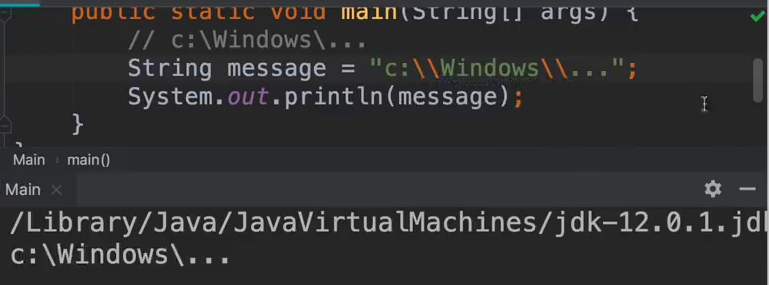 public static void main(String[] args) {
// c:\Windows\...
String message = "c:\\Windows\\...";
System.out.println(message);
}
Main > main()
Main ×
/Library/Java/JavaVirtualMachines/jdk-12.0.1.jd
c:\Windows\...